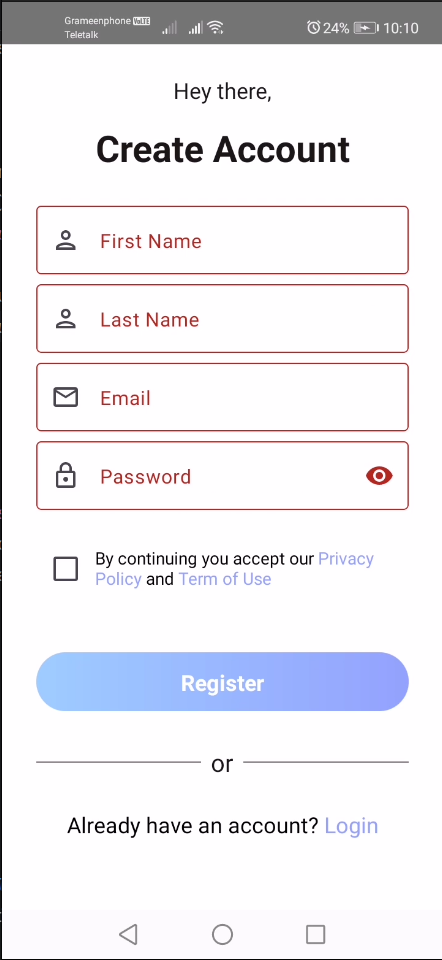 Grameenphone VoLTE
Teletalk
24% 10:10
Hey there,
Create Account
First Name
Last Name
Email
Password
By continuing you accept our Privacy
Policy and Term of Use
Register
or
Already have an account? Login